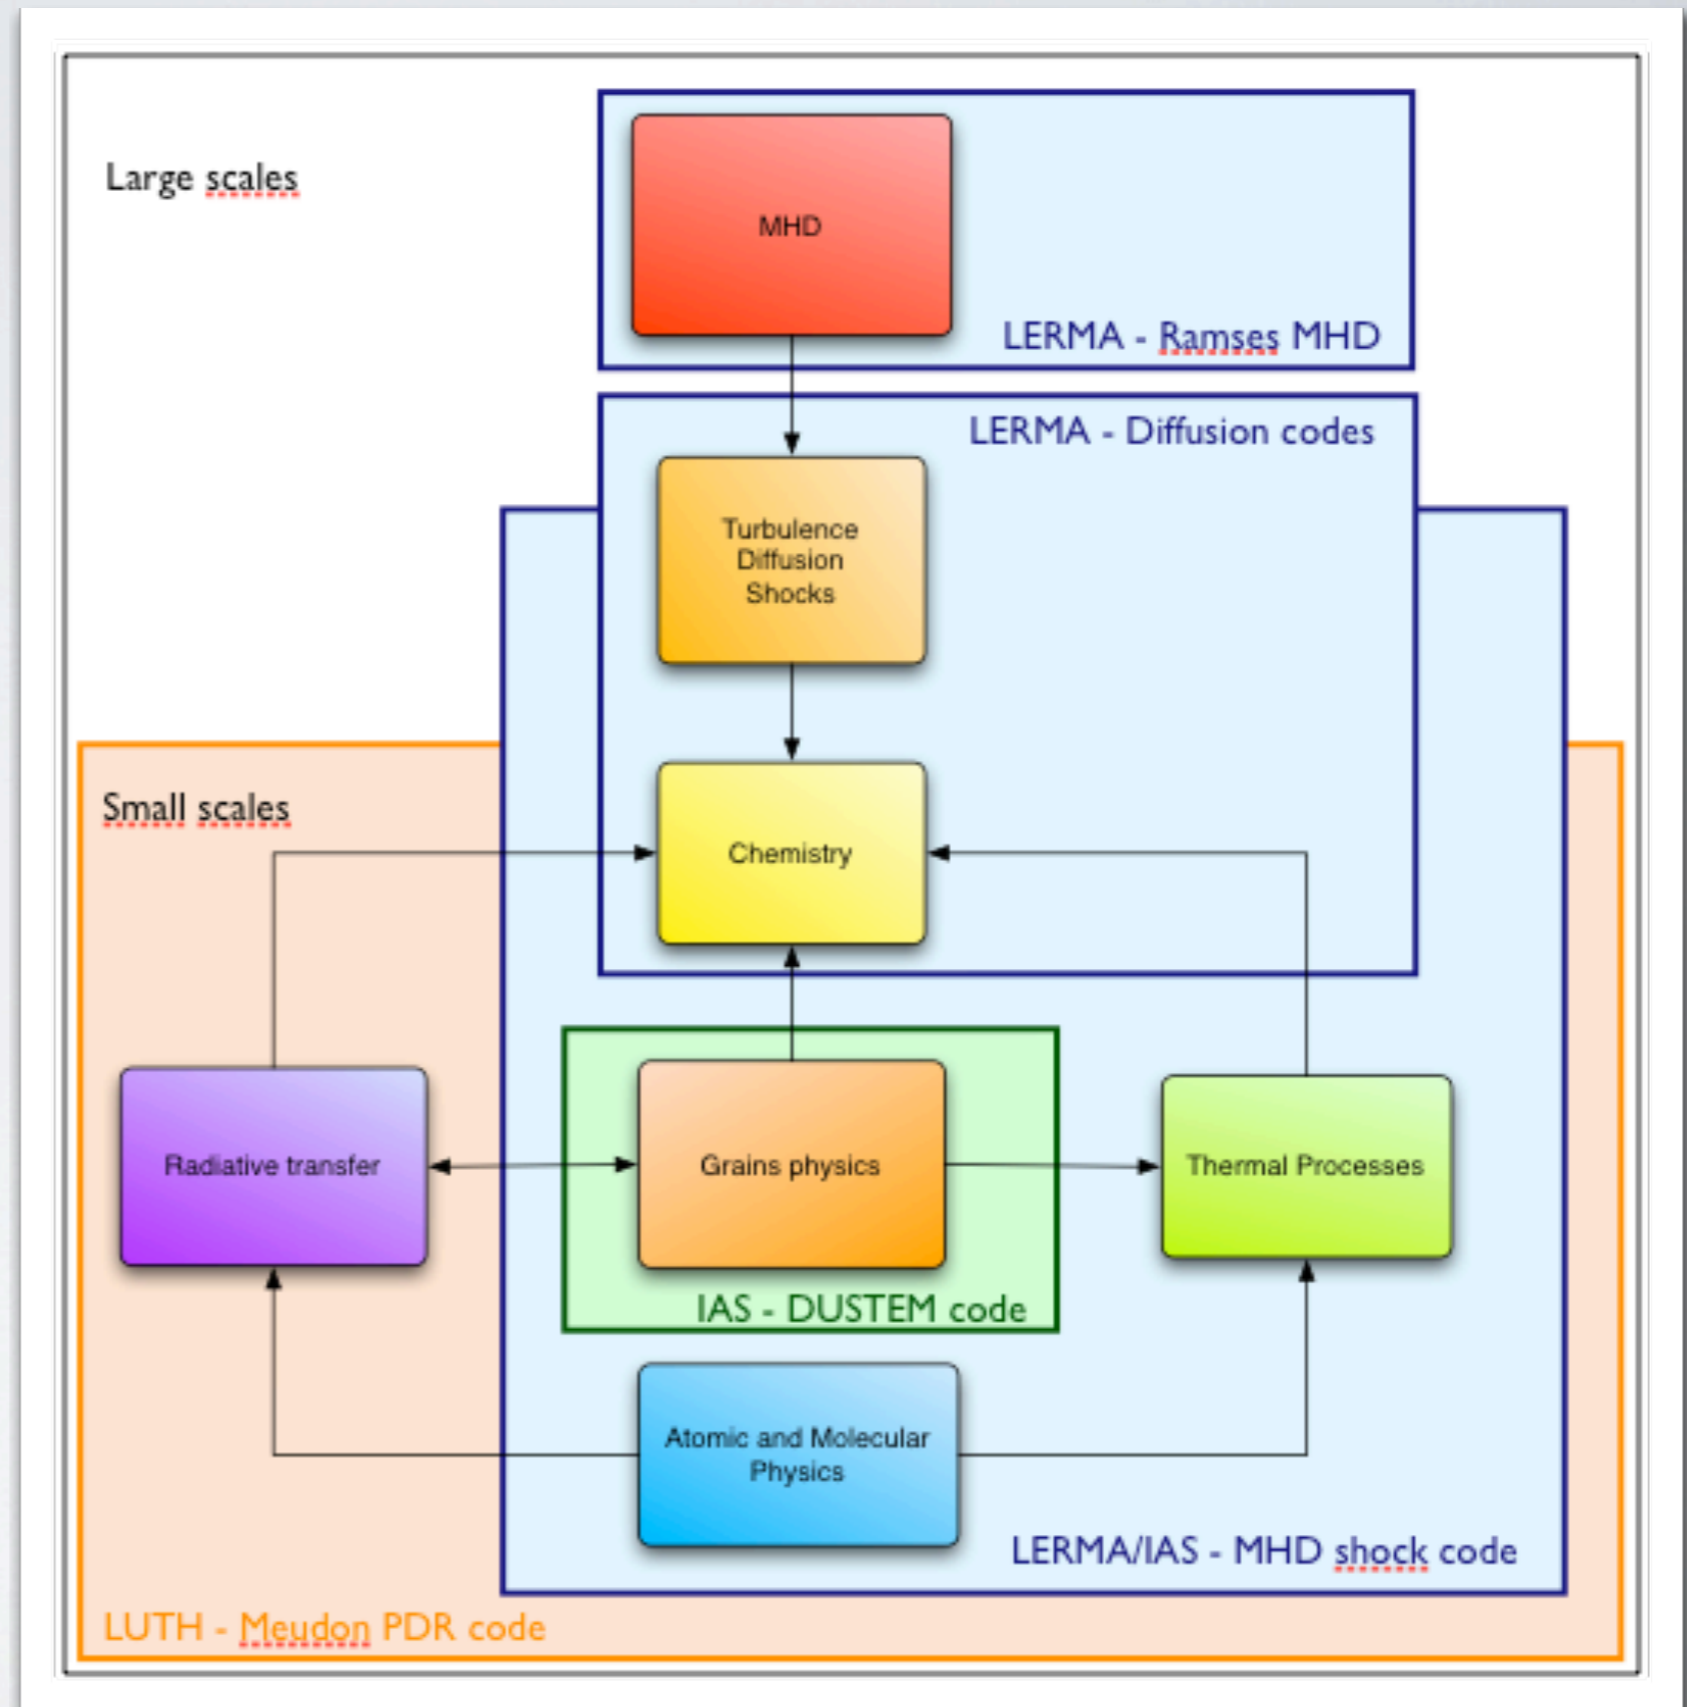 Large scales
MHD
LERMA - Ramses MHD
LERMA - Diffusion codes
Turbulence
Diffusion
Shocks
Small scales
Chemistry
Radiative transfer
Grains physics
Thermal Processes
IAS - DUSTEM code
Atomic and Molecular
Physics
LERMA/IAS - MHD shock code
LUTH - Meudon PDR code